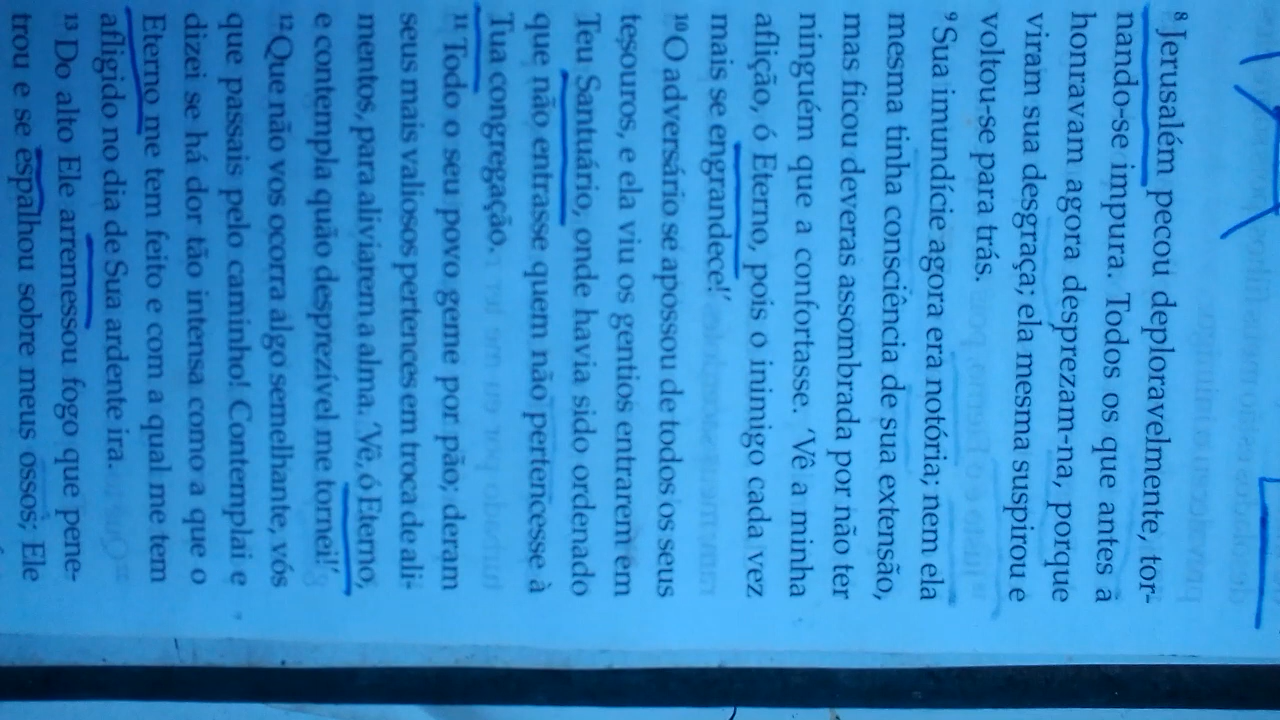 8 Jerusalém pecou deploravelmente, tor-
nando-se impura. Todos os que antes a
honravam agora desprezam-na, porque
viram sua desgraça; ela mesma suspirou e
voltou-se para trás.
9 Sua imundície agora era notória; nem ela
mesma tinha consciência de sua extensão,
mas ficou deveras assombrada por não ter
ninguém que a confortasse. 'Vê a minha
aflição, ó Eterno, pois o inimigo cada vez
mais se engrandece!'
10 O adversário se apossou de todos os seus
tesouros, e ela viu os gentios entrarem em
Teu Santuário, onde havia sido ordenado
que não entrasse quem não pertencesse à
Tua congregação.
11 Todo o seu povo geme por pão; deram
seus mais valiosos pertences em troca de ali-
mentos, para aliviarem a alma. 'Vê, ó Eterno,
e contempla quão desprezível me tornei!'
12 Que não vos ocorra algo semelhante, vós
que passais pelo caminho! Contemplai e
dizei se há dor tão intensa como a que o
Eterno me tem feito e com a qual me tem
afligido no dia de Sua ardente ira.
13 Do alto Ele arremessou fogo que pene-
trou e se espalhou sobre meus ossos; Ele